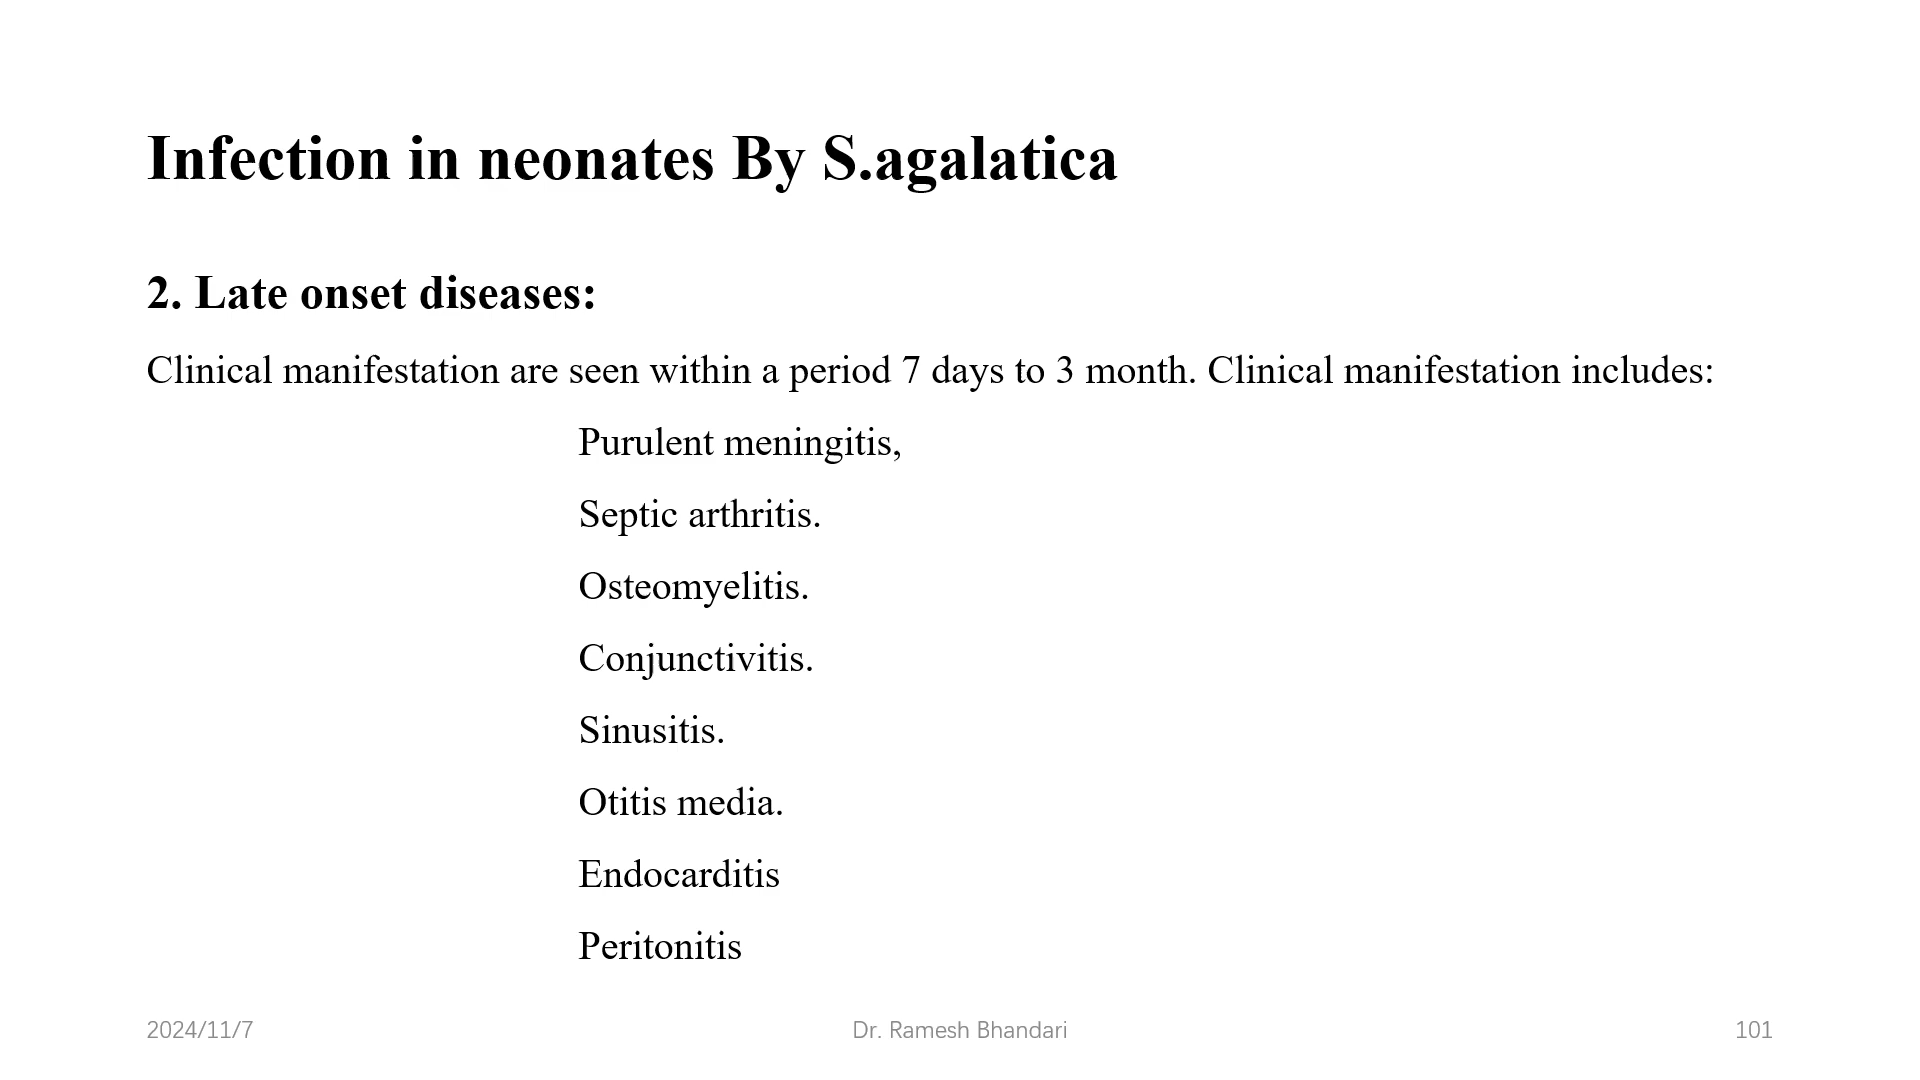 Infection in neonates By S.agalatica
2. Late onset diseases:
Clinical manifestation are seen within a period 7 days to 3 month. Clinical manifestation includes:
Purulent meningitis,
Septic arthritis.
Osteomyelitis.
Conjunctivitis.
Sinusitis.
Otitis media.
Endocarditis
Peritonitis
2024/11/7
Dr. Ramesh Bhandari
101